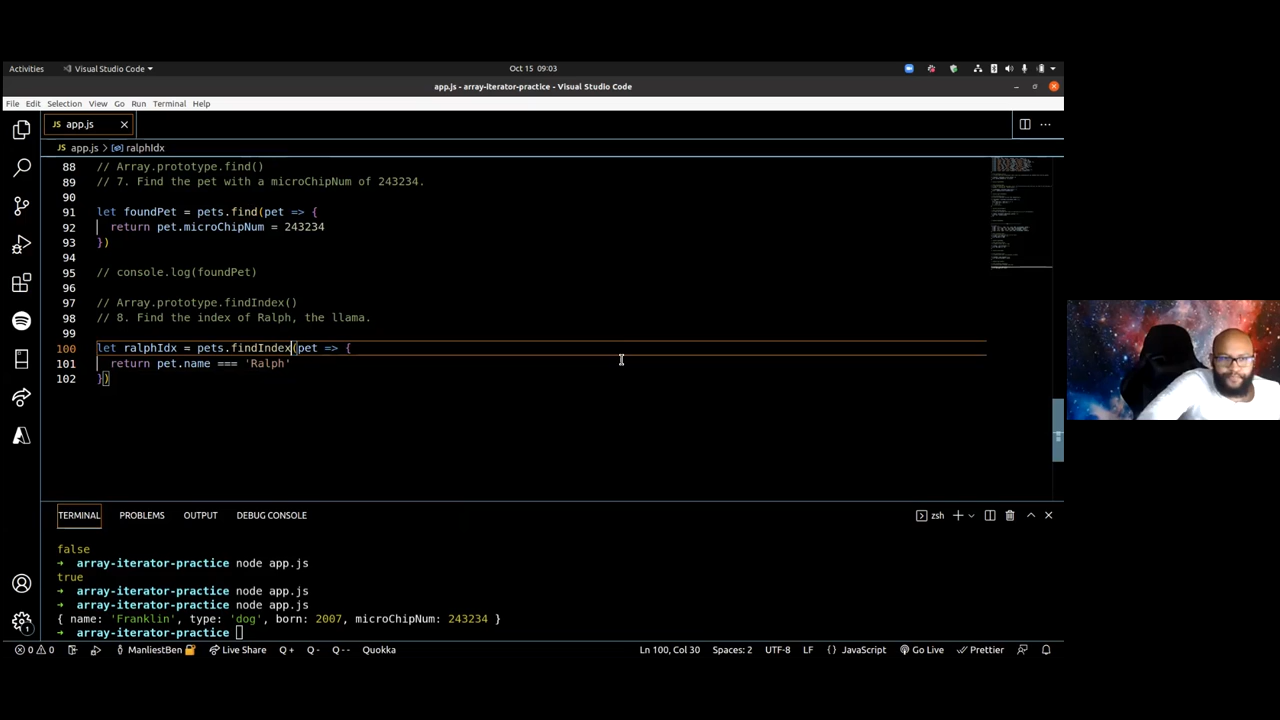 Activities
Visual Studio Code
Oct 15 09:03
app.js - array-iterator-practice - Visual Studio Code
File Edit Selection View Go Run Terminal Help
JS app.js
JS app.js > ralphIdx
88 // Array.prototype.find()
89 // 7. Find the pet with a microChipNum of 243234.
90
91 let foundPet = pets.find(pet => {
92 return pet.microChipNum = 243234
93 })
94
95 // console.log(foundPet)
96
97 // Array.prototype.findIndex()
98 // 8. Find the index of Ralph, the llama.
99
100 let ralphIdx = pets.findIndex(pet => {
101 return pet.name === 'Ralph'
102 })
TERMINAL PROBLEMS OUTPUT DEBUG CONSOLE
zsh
false
➜ array-iterator-practice node app.js
true
➜ array-iterator-practice node app.js
➜ array-iterator-practice node app.js
{ name: 'Franklin', type: 'dog', born: 2007, microChipNum: 243234 }
➜ array-iterator-practice
1
0 0 ManliestBen Live Share Q+ Q- Q-- Quokka
Ln 100, Col 30 Spaces: 2 UTF-8 LF {} JavaScript Go Live Prettier